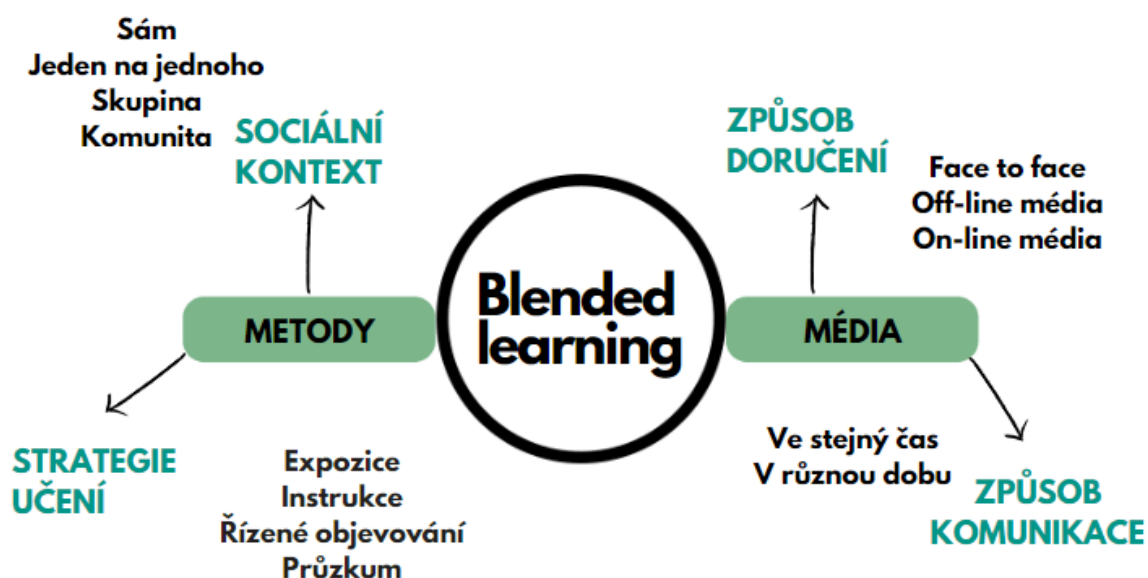 Sám
Jeden na jednoho
Skupina
Komunita
SOCIÁLNÍ
KONTEXT
ZPŮSOB
DORUČENÍ
Face to face
Off-line média
On-line média
METODY
Blended
learning
MÉDIA
STRATEGIE
UČENÍ
Expozice
Instrukce
Řízené objevování
Průzkum
Ve stejný čas
V různou dobu
ZPŮSOB
KOMUNIKACE